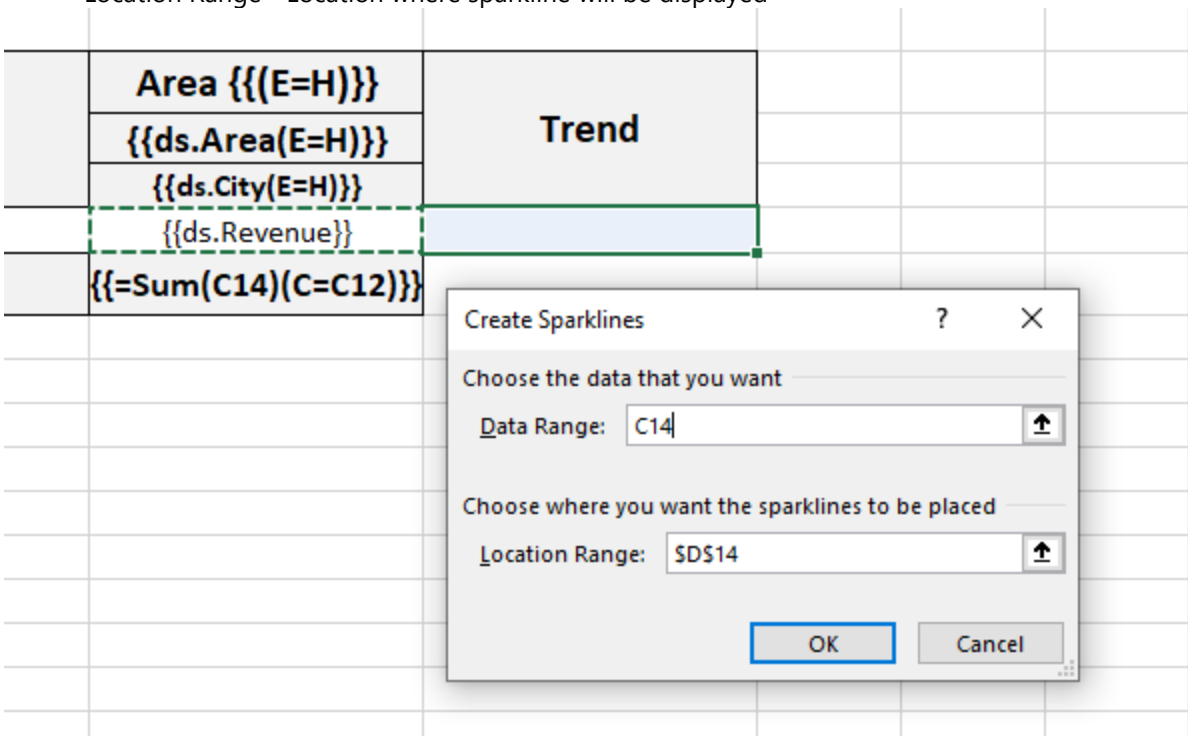 Location Range - Location where sparkline will be displayed
Area {{(E=H)}}
Trend
{{ds.Area(E=H)}}
{{ds.City(E=H)}}
{{ds.Revenue}}
{{=Sum(C14)(C=C12)}}
Create Sparklines ?
Choose the data that you want
Data Range: C14
Choose where you want the sparklines to be placed
Location Range: $D$14
OK Cancel